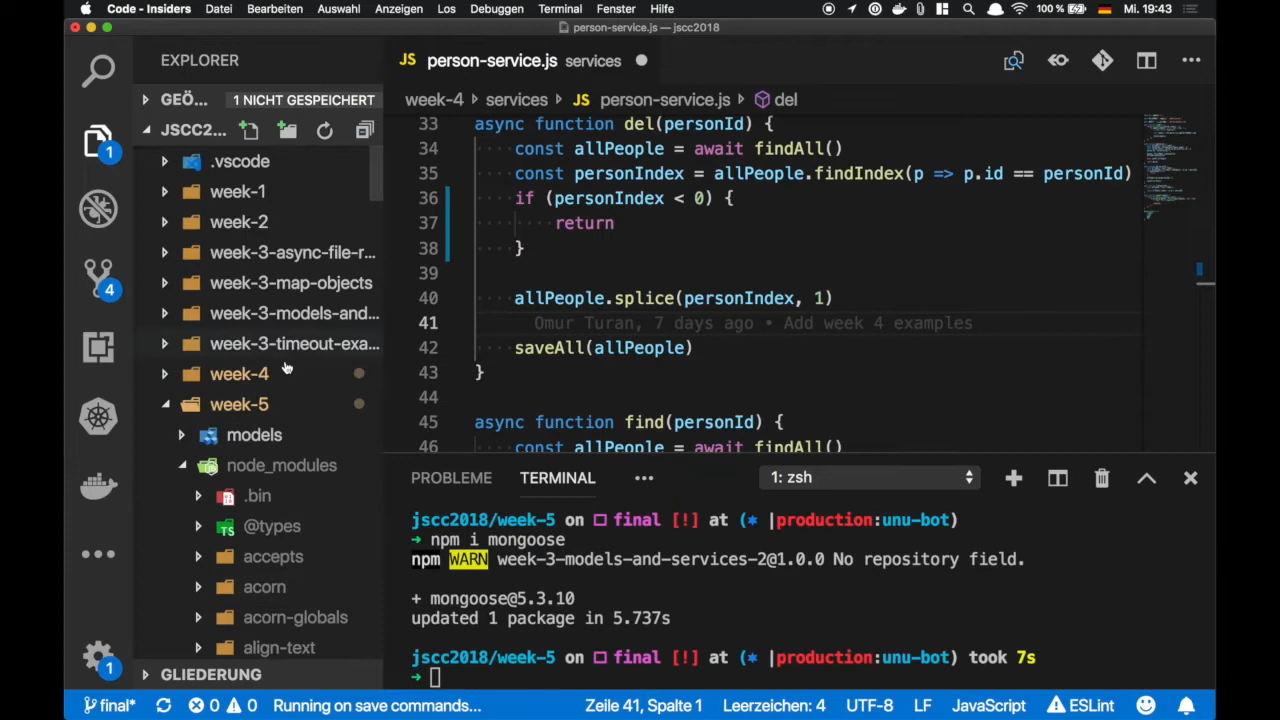 Code - Insiders Datei Bearbeiten Auswahl Anzeigen Los Debuggen Terminal Fenster Hilfe 100 % Mi. 19:43
person-service.js — jscc2018
EXPLORER
JS person-service.js services
GEÖ... 1 NICHT GESPEICHERT
week-4 services JS person-service.js del
JSCC2...
.vscode
week-1
week-2
week-3-async-file-r...
week-3-map-objects
week-3-models-and...
week-3-timeout-exa...
week-4
week-5
models
node_modules
.bin
@types
accepts
acorn
acorn-globals
align-text
GLIEDERUNG
1
4
1
33 async function del(personId) {
34 const allPeople = await findAll()
35 const personIndex = allPeople.findIndex(p => p.id == personId)
36 if (personIndex < 0) {
37 return
38 }
39
40 allPeople.splice(personIndex, 1)
41 Omur Turan, 7 days ago • Add week 4 examples
42 saveAll(allPeople)
43 }
44
45 async function find(personId) {
46 const allPeople = await findAll()
PROBLEME TERMINAL ... 1: zsh
jscc2018/week-5 on final [!] at (* |production:unu-bot)
→ npm i mongoose
npm WARN week-3-models-and-services-2@1.0.0 No repository field.
+ mongoose@5.3.10
updated 1 package in 5.737s
jscc2018/week-5 on final [!] at (* |production:unu-bot) took 7s
→
final* 0 0 Running on save commands... Zeile 41, Spalte 1 Leerzeichen: 4 UTF-8 LF JavaScript ESLint